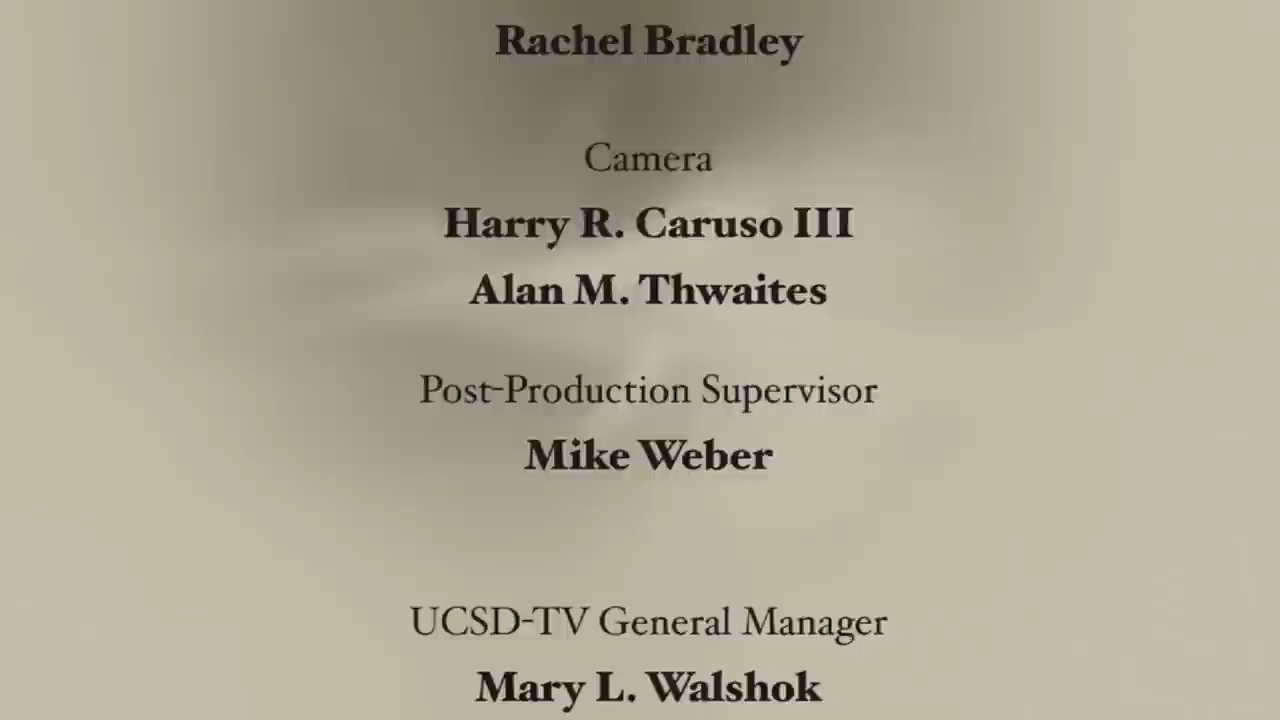 Rachel Bradley
Camera
Harry R. Caruso III
Alan M. Thwaites
Post-Production Supervisor
Mike Weber
UCSD-TV General Manager
Mary L. Walshok